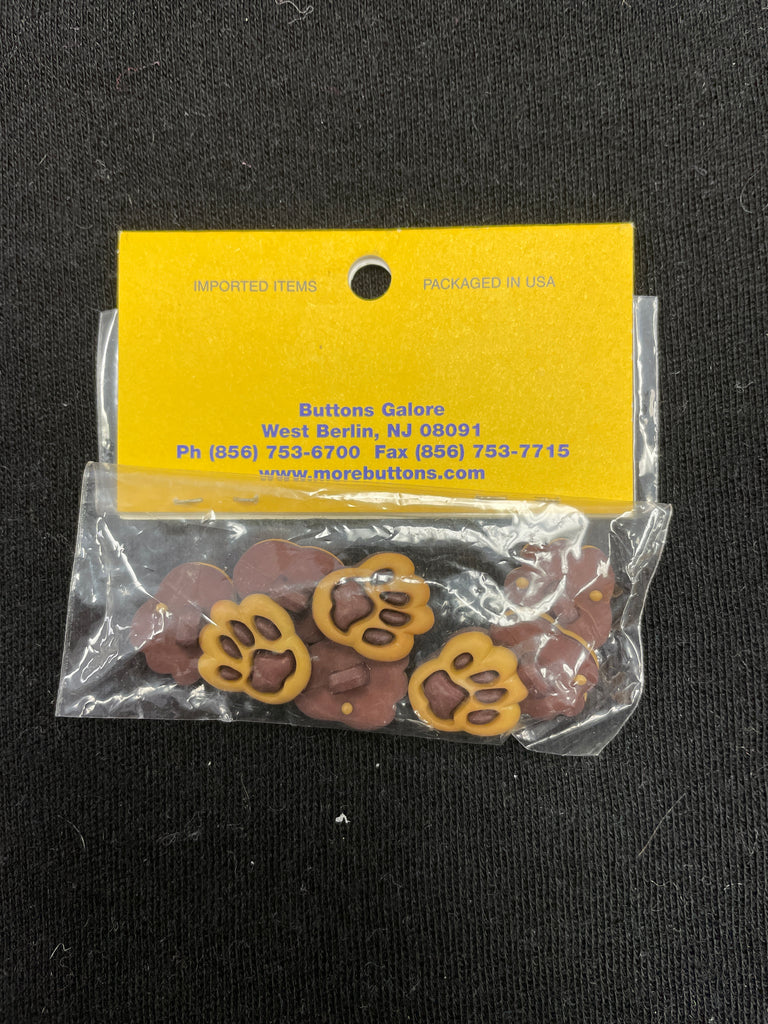 IMPORTED ITEMS PACKAGED IN USA
Buttons Galore
West Berlin, NJ 08091
Ph (856) 753-6700 Fax (856) 753-7715
www.morebuttons.com